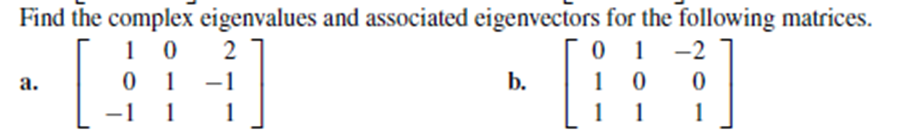 Find the complex eigenvalues and associated eigenvectors for the following matrices.
1 0 2 0 1 −2
a. 0 1 −1 b. 1 0 0
−1 1 1 1 1 1